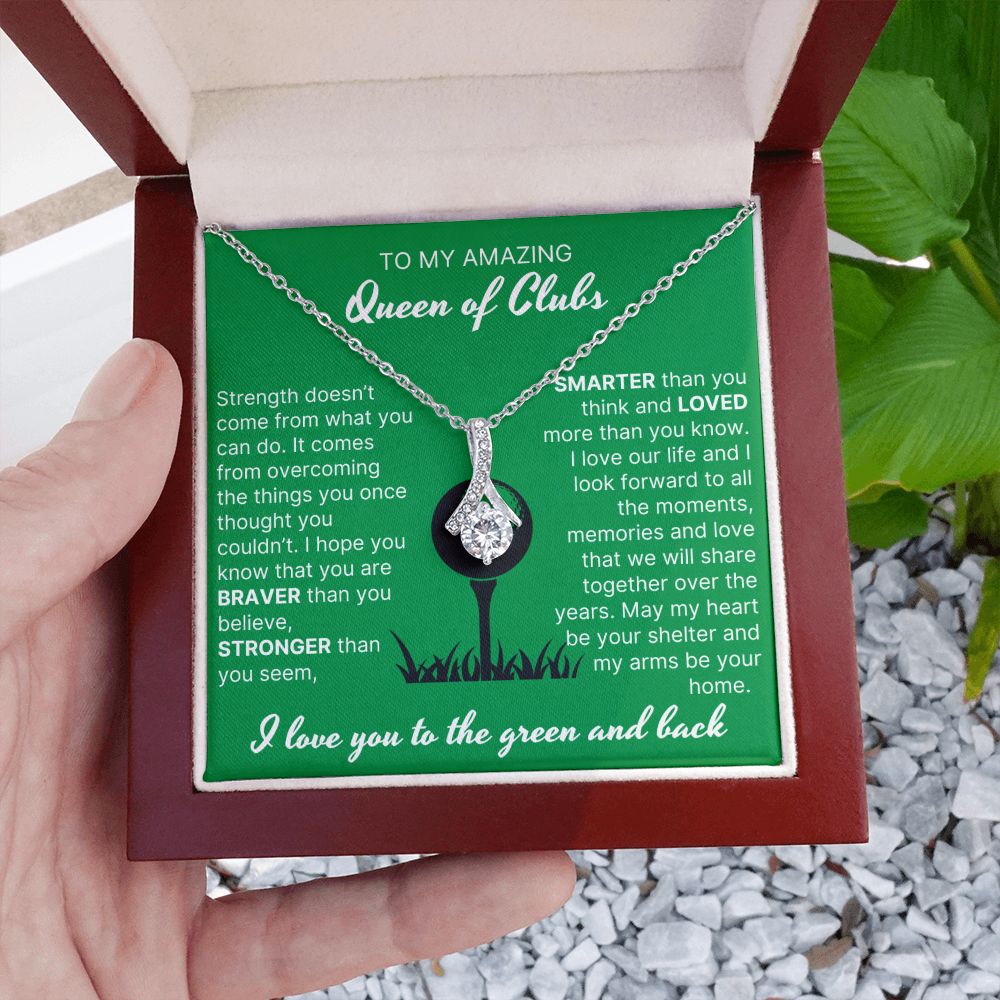 TO MY AMAZING
Queen of Clubs
Strength doesn't
come from what you
can do. It comes
from overcoming
the things you once
thought you
couldn't. I hope you
know that you are
BRAVER than you
believe,
STRONGER than
you seem,
SMARTER than you
think and LOVED
more than you know.
I love our life and I
look forward to all
the moments,
memories and love
that we will share
together over the
years. May my heart
be your shelter and
my arms be your
home.
I love you to the green and back